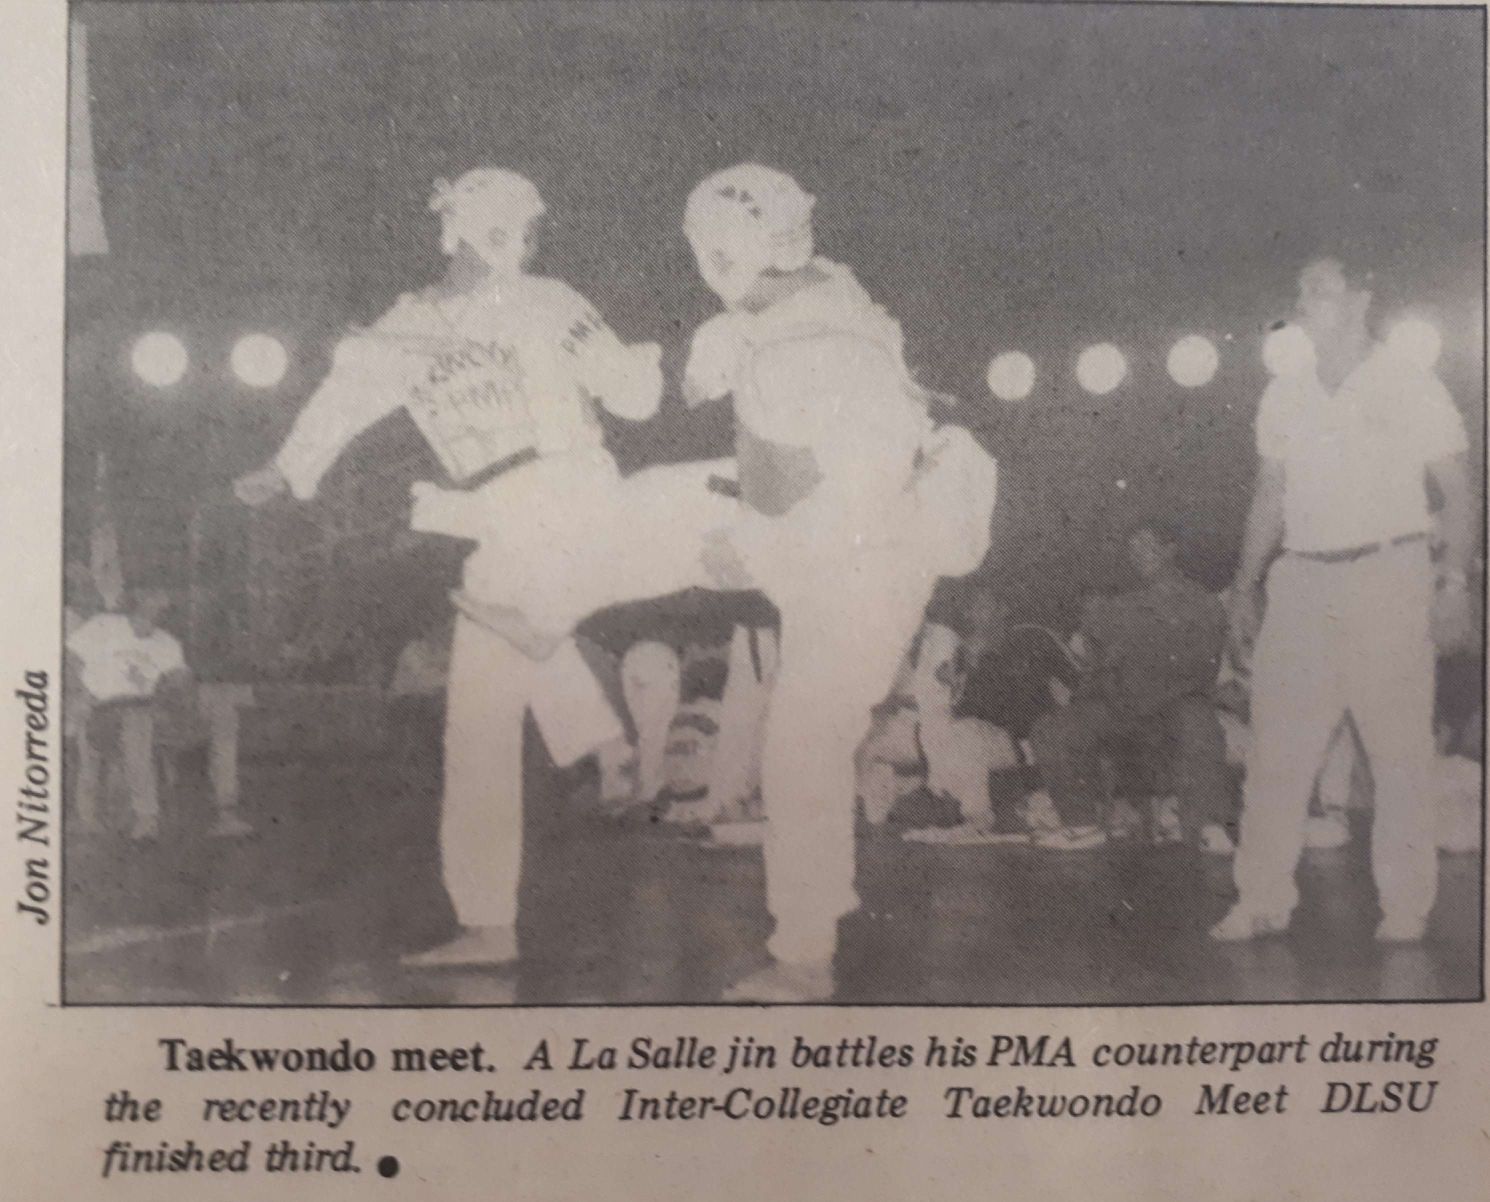 PMA
Jon Nitorreda
Taekwondo meet. A La Salle jin battles his PMA counterpart during
the recently concluded Inter-Collegiate Taekwondo Meet DLSU
finished third. ●